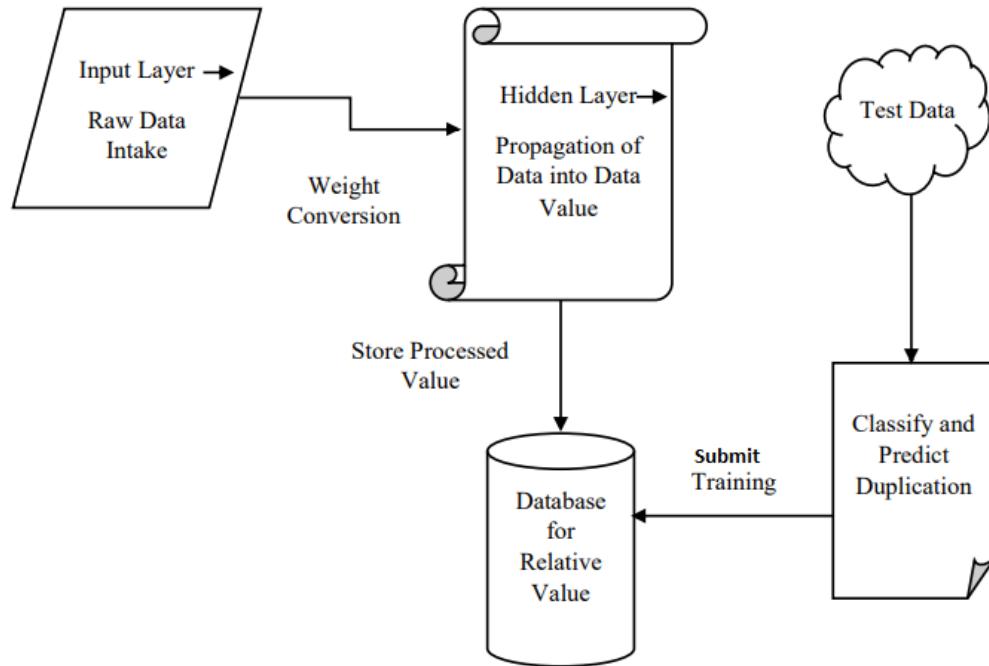 Input Layer
Raw Data
Intake
Weight
Conversion
Hidden Layer
Propagation of
Data into Data
Value
Test Data
Store Processed
Value
Classify and
Predict
Duplication
Submit
Training
Database
for
Relative
Value